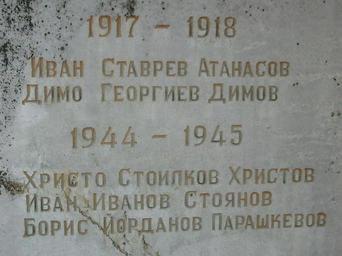 1917 - 1918
Иван Ставрев Атанасов
Димо Георгиев Димов
1944 - 1945
Христо Стоилков Христов
Иван Иванов Стоянов
Борис Йорданов Парашкевов